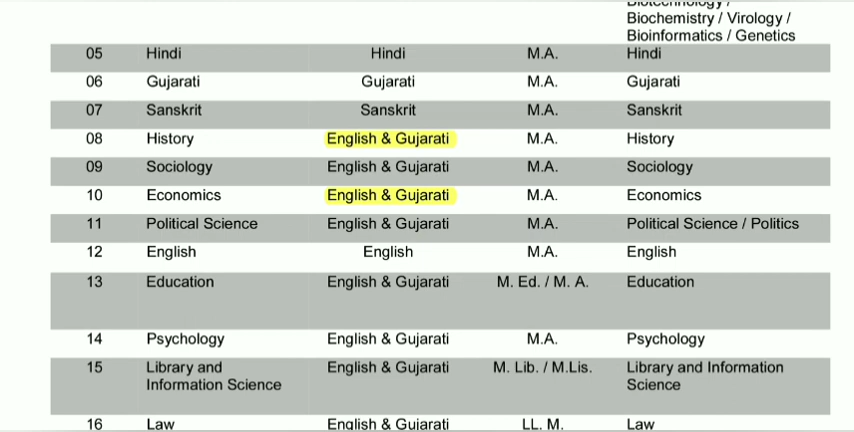 Biotechnology /
Biochemistry / Virology /
Bioinformatics / Genetics
05 Hindi Hindi M.A. Hindi
06 Gujarati Gujarati M.A. Gujarati
07 Sanskrit Sanskrit M.A. Sanskrit
08 History English & Gujarati M.A. History
09 Sociology English & Gujarati M.A. Sociology
10 Economics English & Gujarati M.A. Economics
11 Political Science English & Gujarati M.A. Political Science / Politics
12 English English M.A. English
13 Education English & Gujarati M. Ed. / M. A. Education
14 Psychology English & Gujarati M.A. Psychology
15 Library and English & Gujarati M. Lib. / M.Lis. Library and Information
Information Science Science
16 Law English & Gujarati LL. M. Law